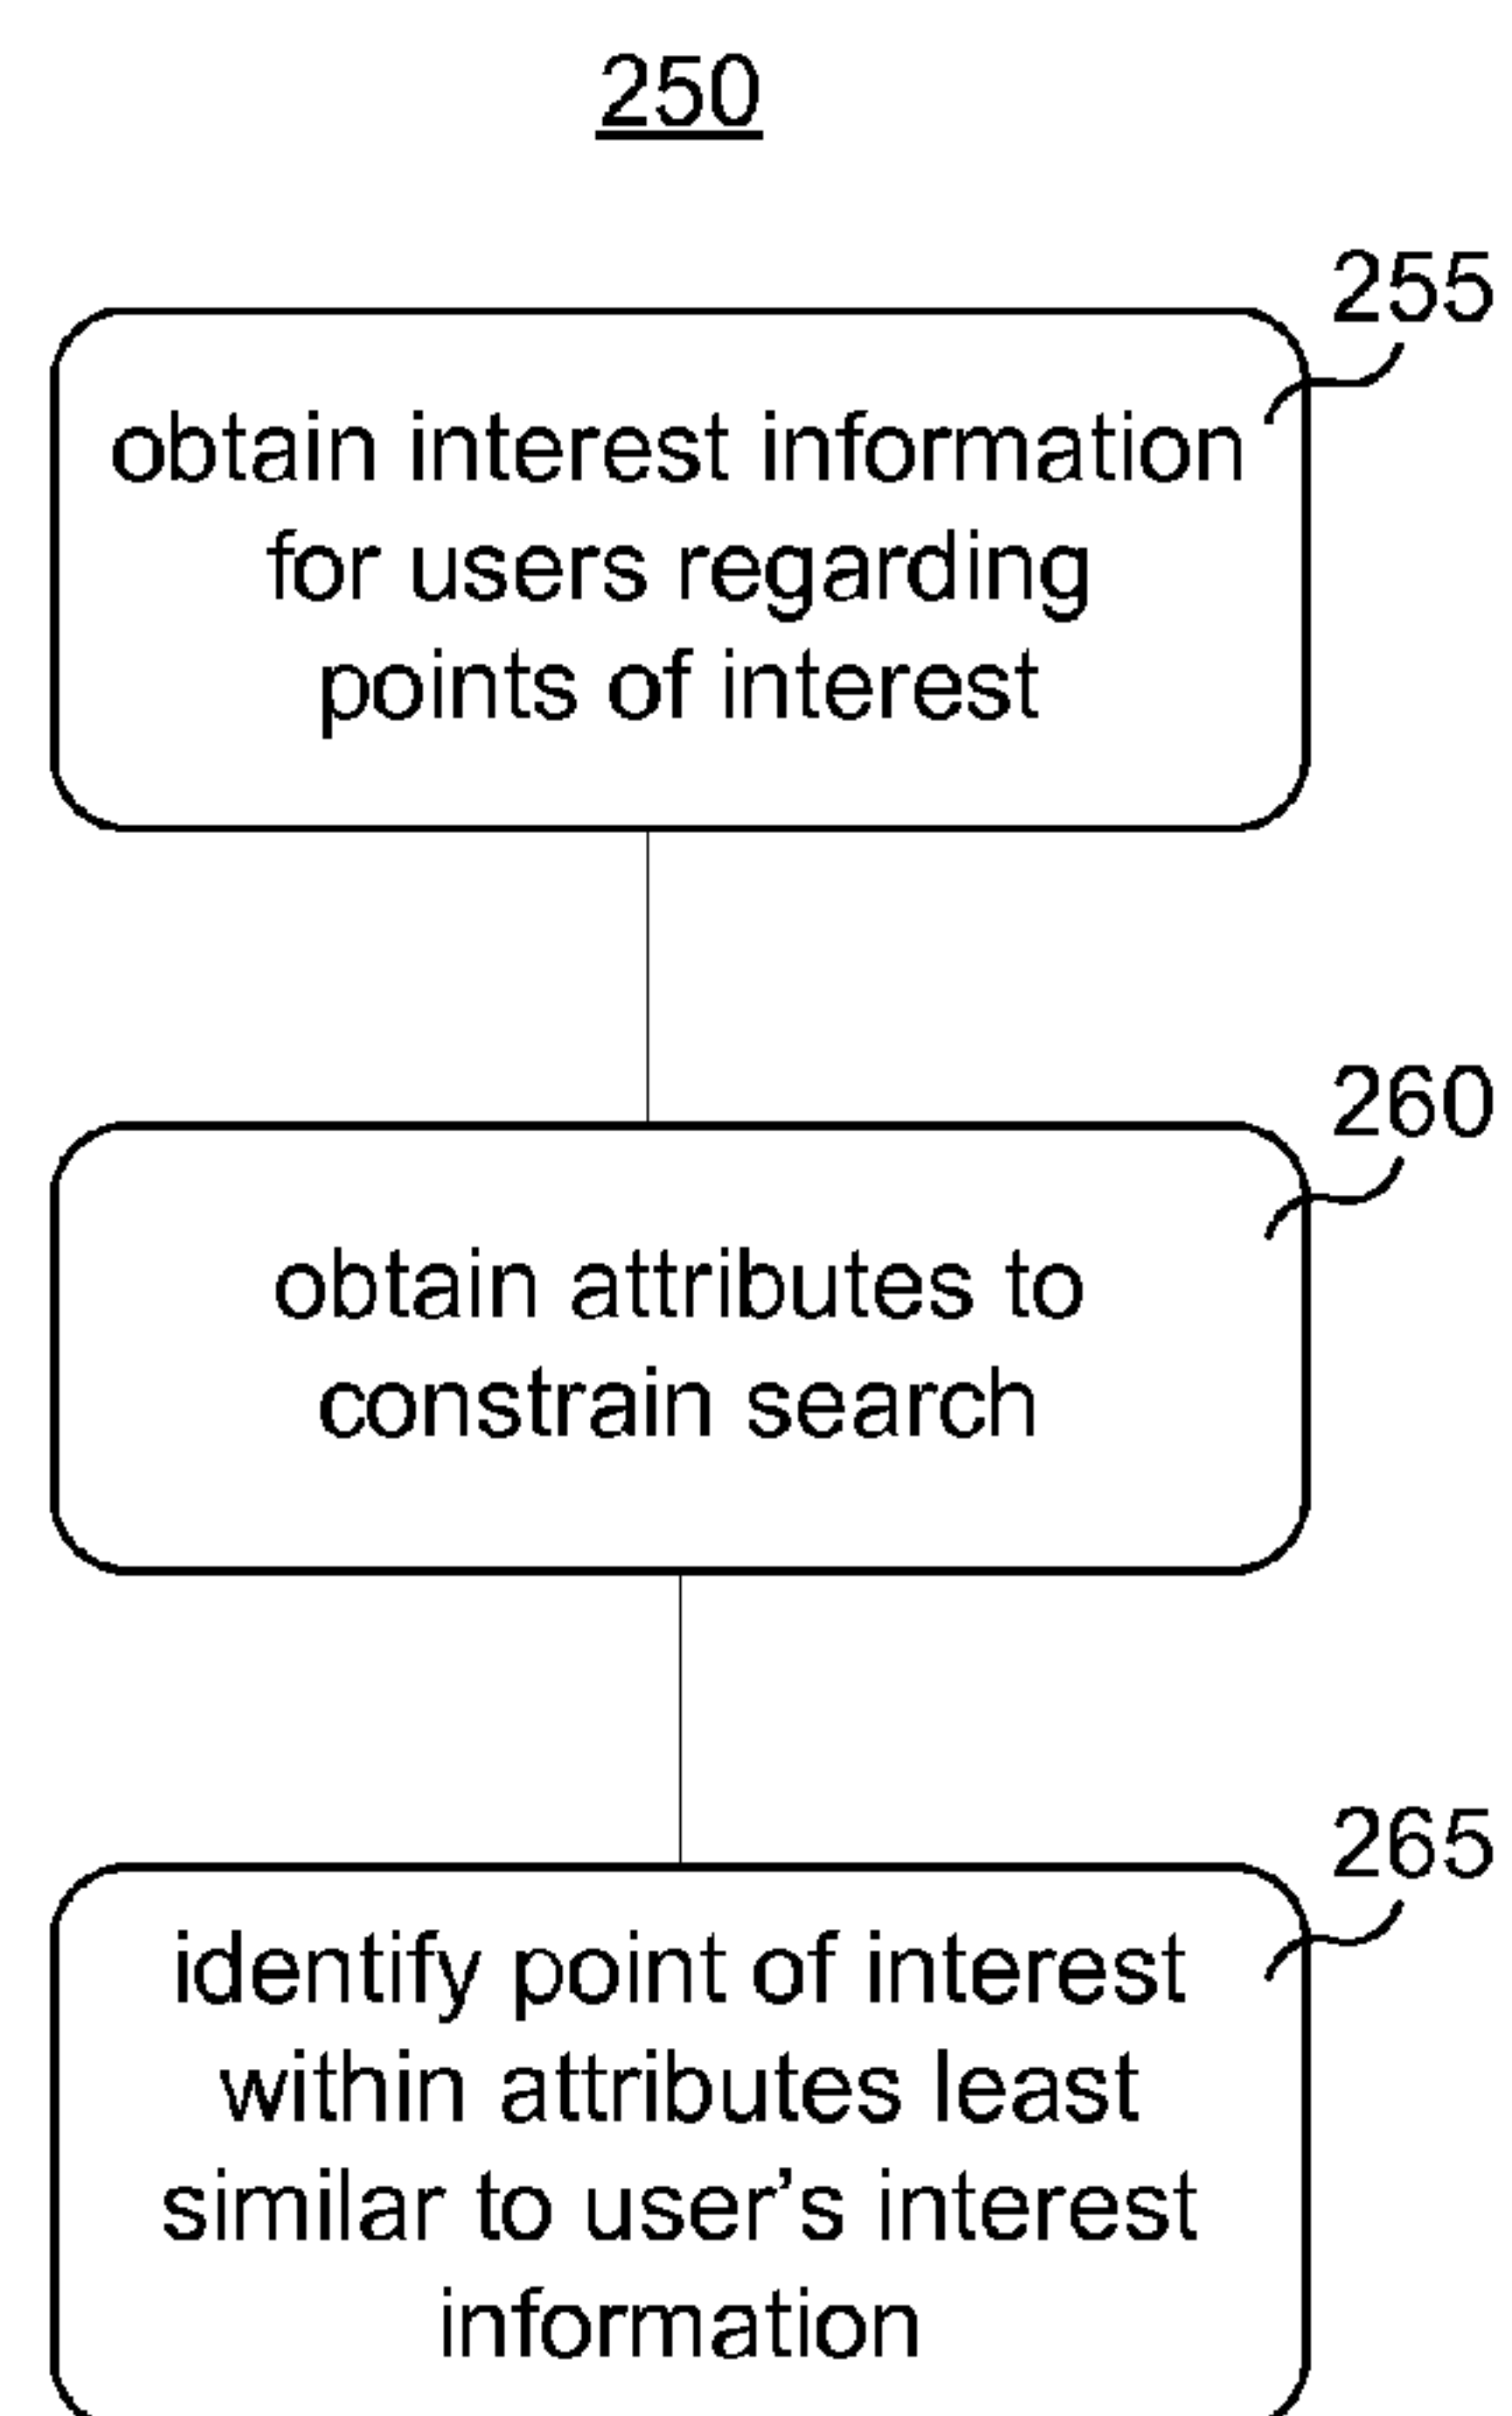 250
255
obtain interest information
for users regarding
points of interest
260
obtain attributes to
constrain search
265
identify point of interest
within attributes least
similar to user's interest
information